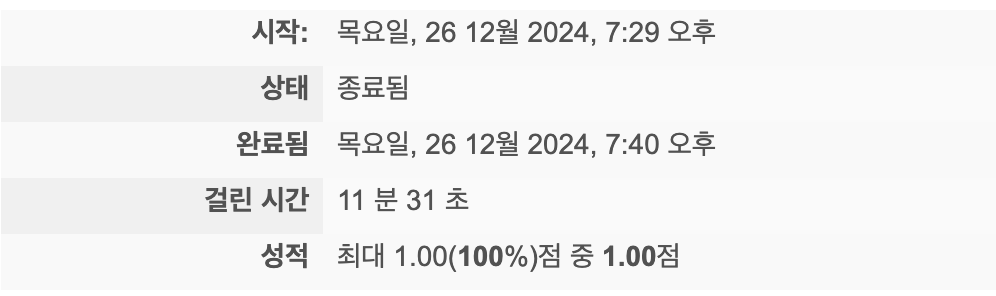 시작: 목요일, 26 12월 2024, 7:29 오후
상태 종료됨
완료됨 목요일, 26 12월 2024, 7:40 오후
걸린 시간 11 분 31 초
성적 최대 1.00(100%)점 중 1.00점